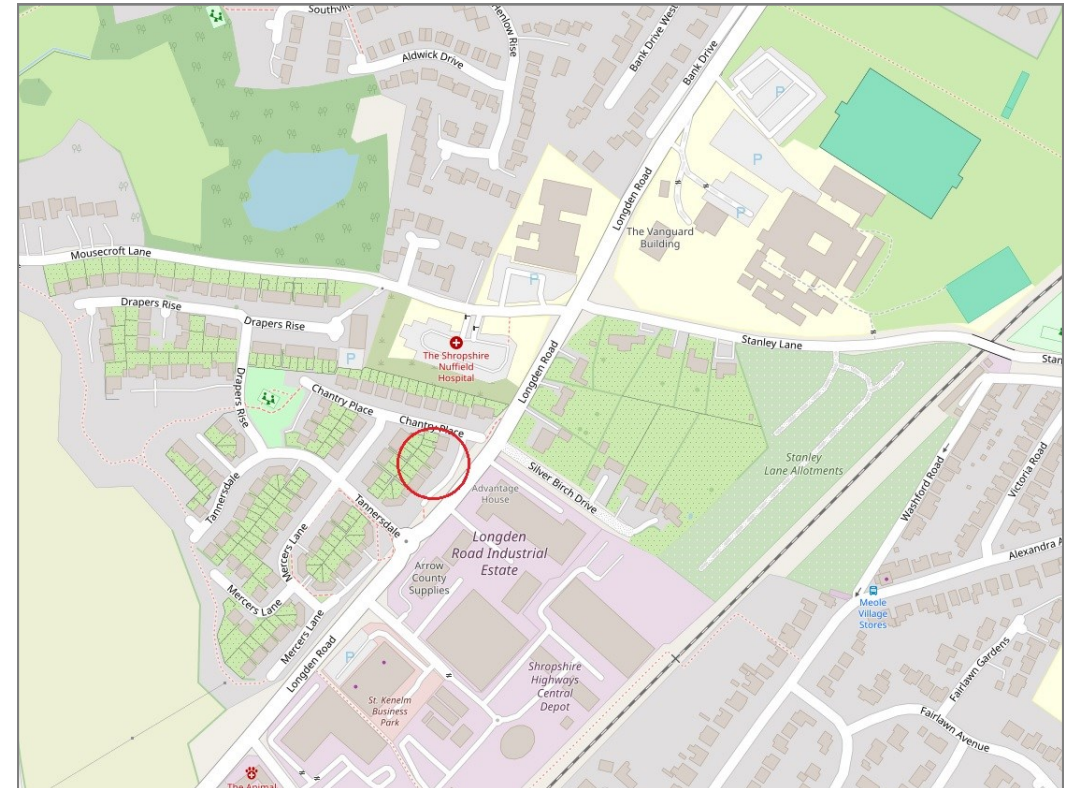 Southvil
Henlow Rise
Aldwick Drive
Bank Drive West
Bank Drive
P
P
P
Longden Road
The Vanguard
Building
Mousecroft Lane
P
Drapers Rise
Drapers Rise
The Shropshire
Nuffield
Hospital
Stanley Lane
Stan
P
Longden Road
Drapers Rise
Chantry Place
Chantry Place
Silver Birch Drive
Stanley
Lane Allotments
Washford Road
Victoria Road
Tannersdale
Tannersdale
Advantage
House
Longden
Road Industrial
Estate
Alexandra A
Mercers Lane
Arrow
County
Supplies
Meole
Village
Stores
Mercers Lane
Mercers Lane
Longden Road
P
St. Kenelm
Business
Park
Shropshire
Highways
Central
Depot
Fairlawn Gardens
Fairlawn Avenue
The Animal